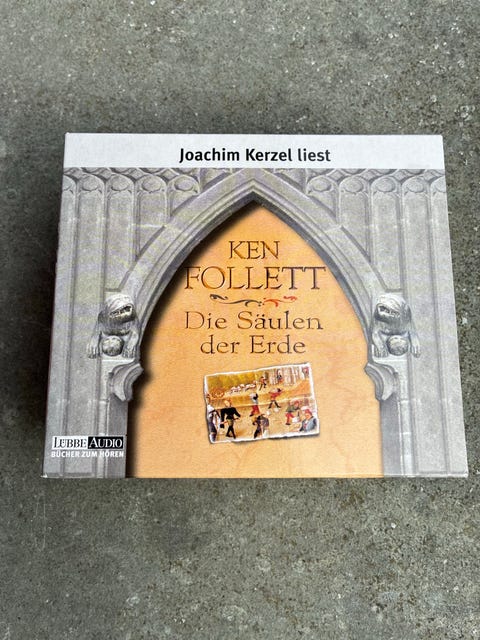 Joachim Kerzel liest
KEN
FOLLETT
Die Säulen
der Erde
LÜBBE AUDIO
BÜCHER ZUM HÖREN